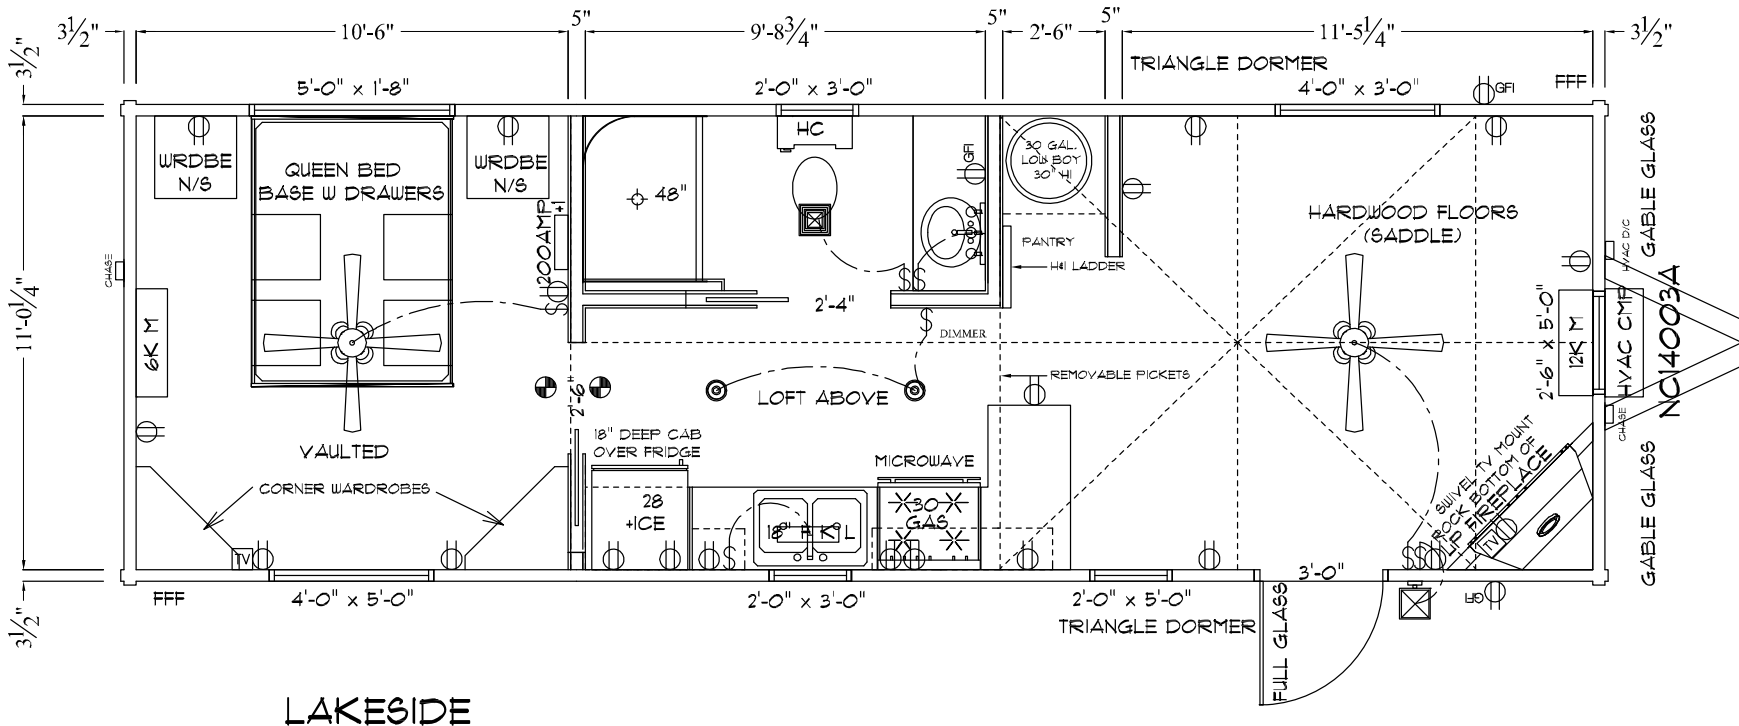 3½"
10'-6"
5"
9'-8¾"
5"
2'-6"
5"
11'-5¼"
3½"
3½"
TRIANGLE DORMER
5'-0" x 1'-8"
2'-0" x 3'-0"
4'-0" x 3'-0"
GFI
FFF
WRDBE
N/S
QUEEN BED
BASE W DRAWERS
WRDBE
N/S
HC
48"
GFI
30 GAL.
LOW BOY
30" HI
HARDWOOD FLOORS
(SADDLE)
GABLE GLASS
200AMP
+1
PANTRY
H&I LADDER
HVAC D/C
CHASE
11'-0¼"
6K M
S
SS
2'-4"
S
DIMMER
2'-6" x 5'-0"
12K M
HVAC CMP
NC14003A
2'-6"
LOFT ABOVE
REMOVABLE PICKETS
CHASE
VAULTED
18" DEEP CAB
OVER FRIDGE
MICROWAVE
CORNER WARDROBES
28
+ICE
30
GAS
SWIVEL TV MOUNT
ROCK BOTTOM OF
LP FIREPLACE
TV
GABLE GLASS
TV
S
SSS
3'-0"
3½"
FFF
4'-0" x 5'-0"
2'-0" x 3'-0"
2'-0" x 5'-0"
TRIANGLE DORMER
FULL GLASS
GFI
LAKESIDE